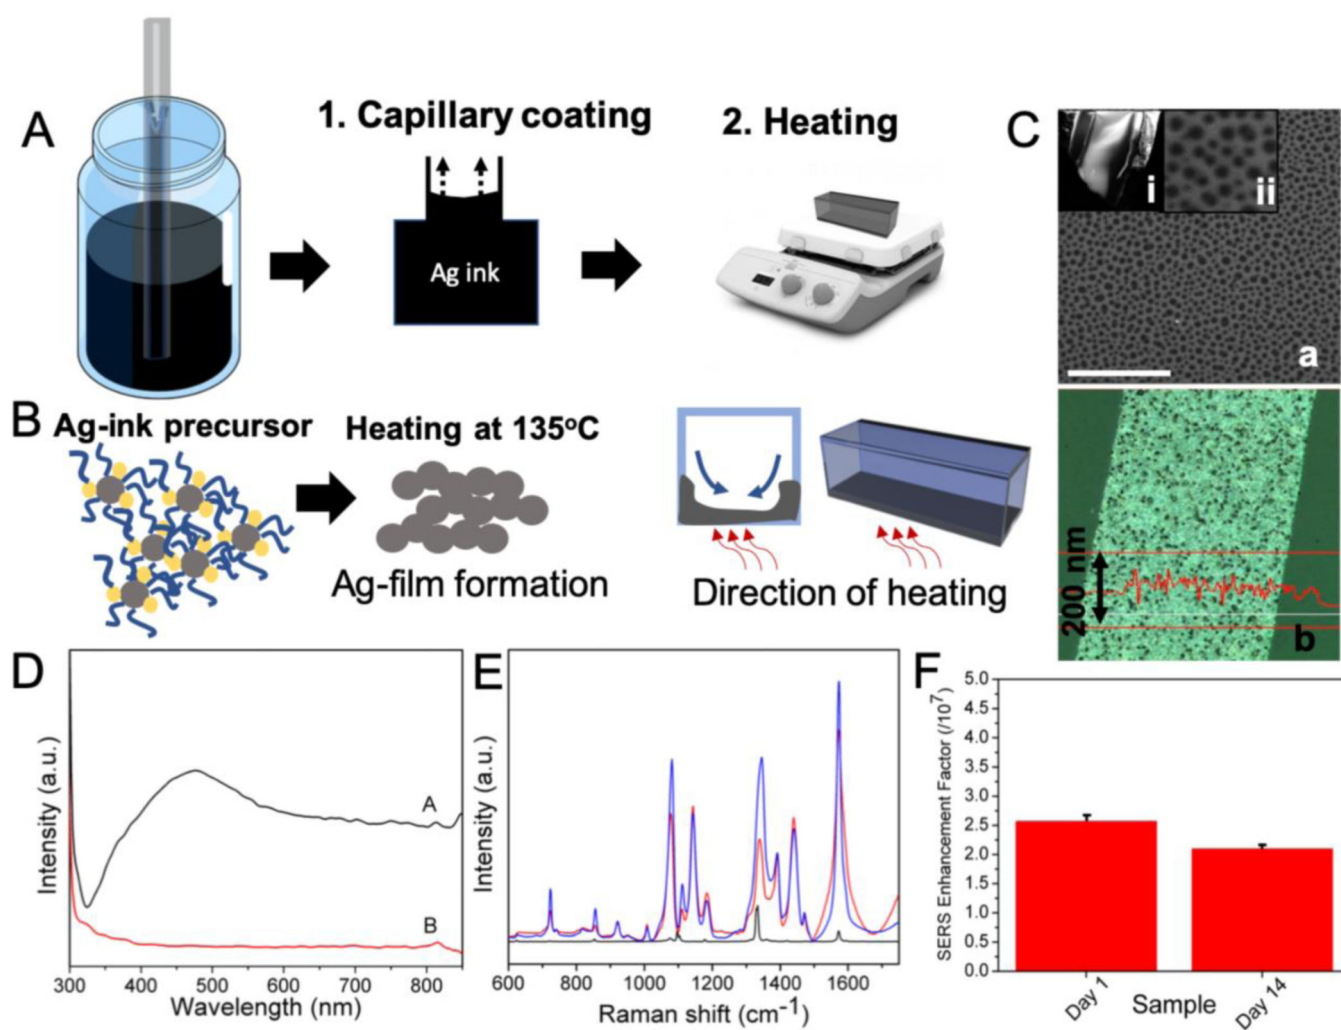 A
1. Capillary coating
2. Heating
Ag ink
C
i
ii
a
B
Ag-ink precursor
Heating at 135°C
Ag-film formation
Direction of heating
200 nm
b
D
Intensity (a.u.)
A
B
300 400 500 600 700 800
Wavelength (nm)
E
Intensity (a.u.)
600 800 1000 1200 1400 1600
Raman shift (cm⁻¹)
F
SERS Enhancement Factor (/10⁷)
5.0
4.5
4.0
3.5
3.0
2.5
2.0
1.5
1.0
0.5
0.0
Day 1
Sample
Day 14